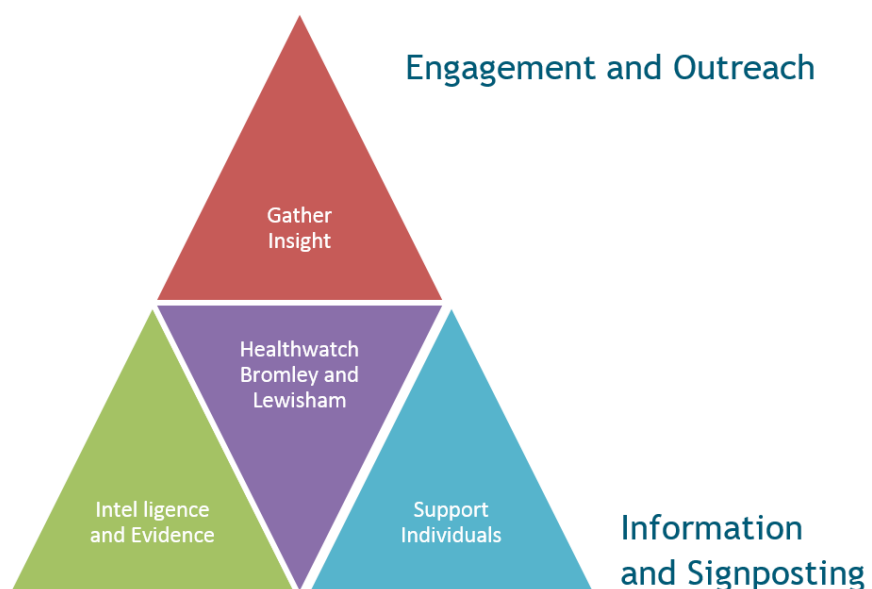 Engagement and Outreach
Gather
Insight
Healthwatch
Bromley and
Lewisham
Intel ligence
and Evidence
Support
Individuals
Information
and Signposting